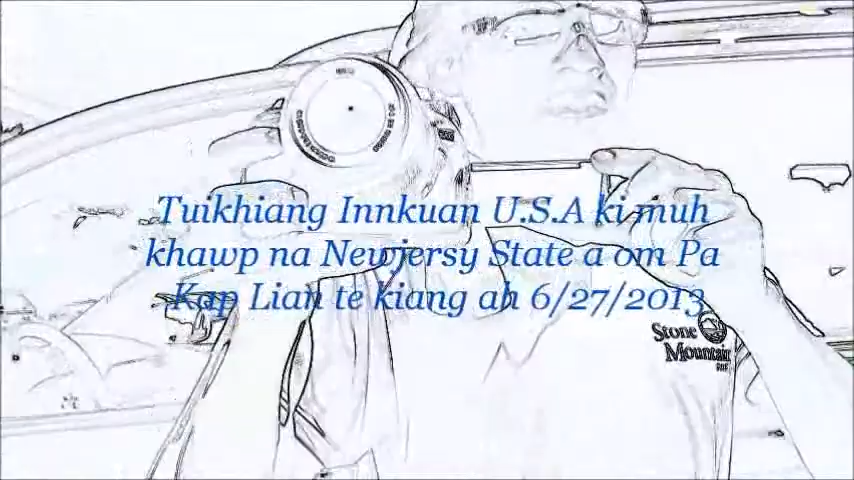 Tuikhiang Innkuan U.S.A ki muh
khawp na Newjersy State a om Pa
Kap Lian te kiang ah 6/27/2013
Stone
Mountain